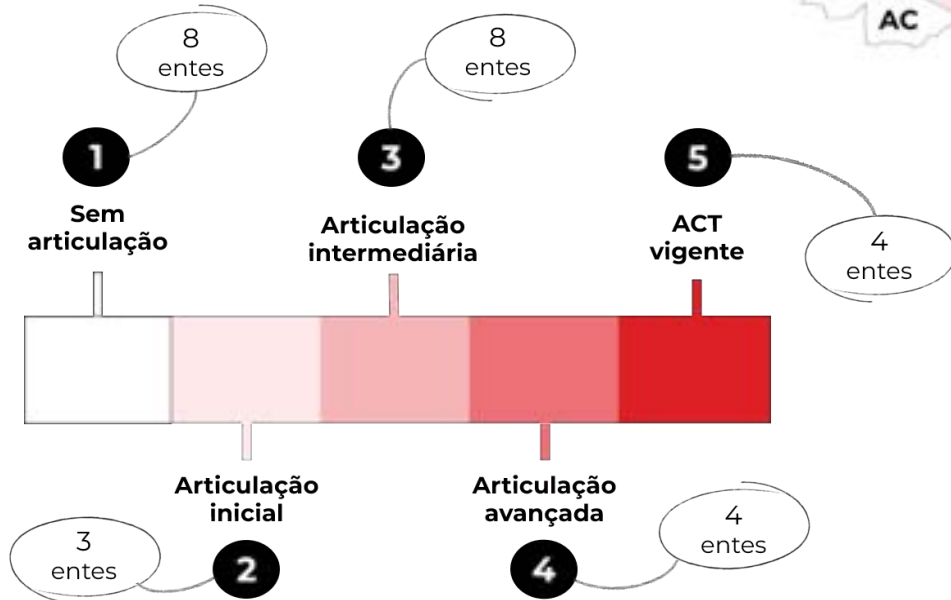 AC
8
entes
1
Sem
articulação
8
entes
3
Articulação
intermediária
5
ACT
vigente
4
entes
Articulação
inicial
2
3
entes
Articulação
avançada
4
4
entes